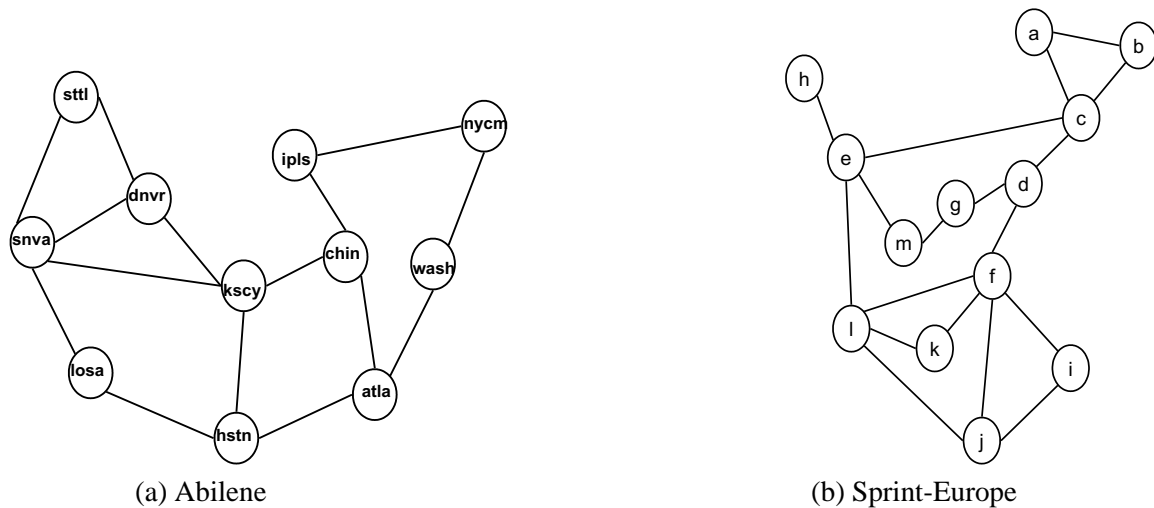 sttl
dnvr
snva
kscy
losa
hstn
ipls
nycm
chin
wash
atla
(a) Abilene
a
b
h
c
e
d
g
m
f
l
k
i
j
(b) Sprint-Europe